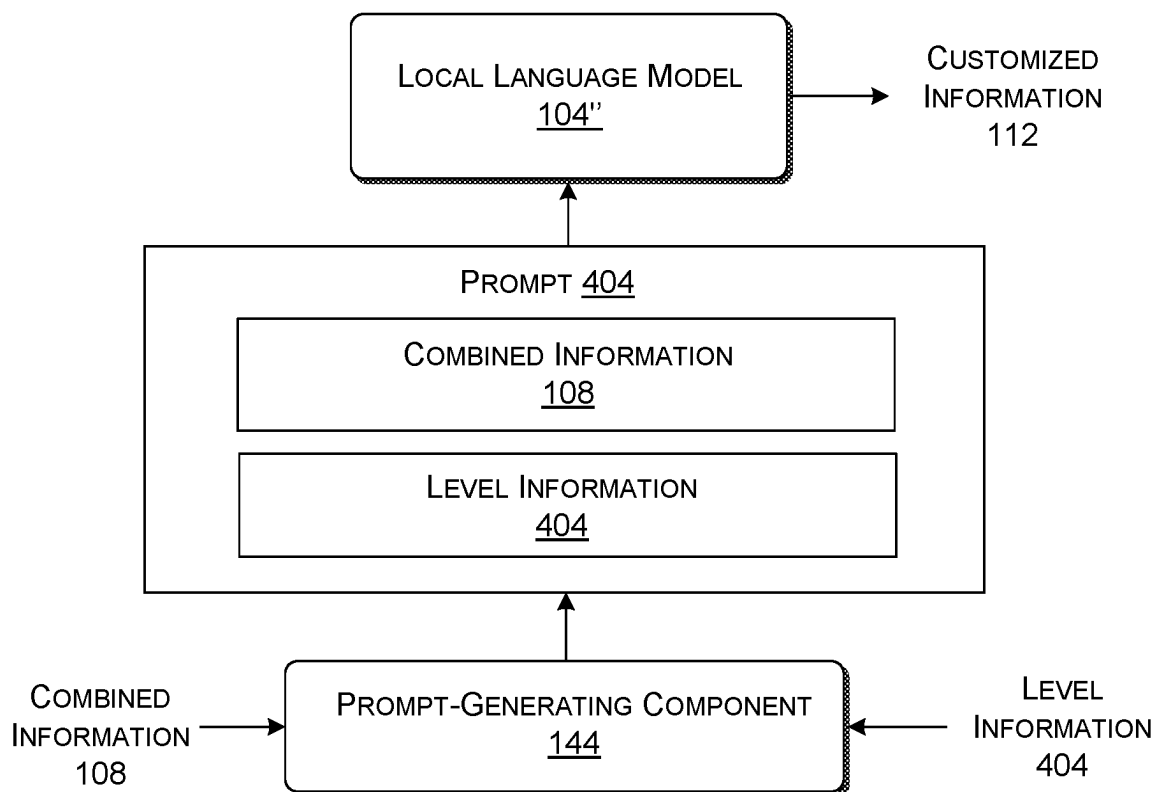 LOCAL LANGUAGE MODEL
104"
CUSTOMIZED
INFORMATION
112
PROMPT 404
COMBINED INFORMATION
108
LEVEL INFORMATION
404
COMBINED
INFORMATION
108
PROMPT-GENERATING COMPONENT
144
LEVEL
INFORMATION
404